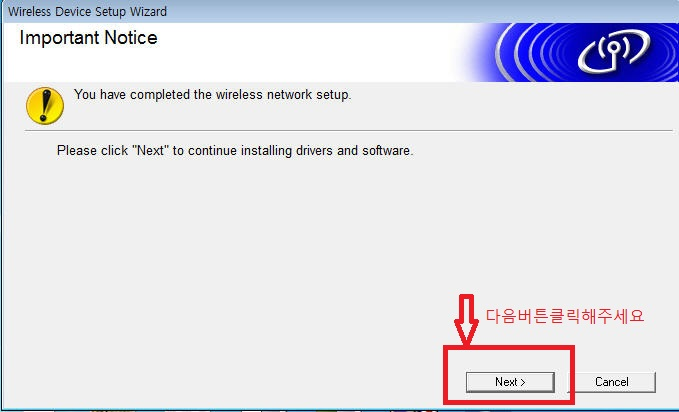 Wireless Device Setup Wizard
Important Notice
You have completed the wireless network setup.
Please click "Next" to continue installing drivers and software.
다음버튼클릭해주세요
Next >
Cancel